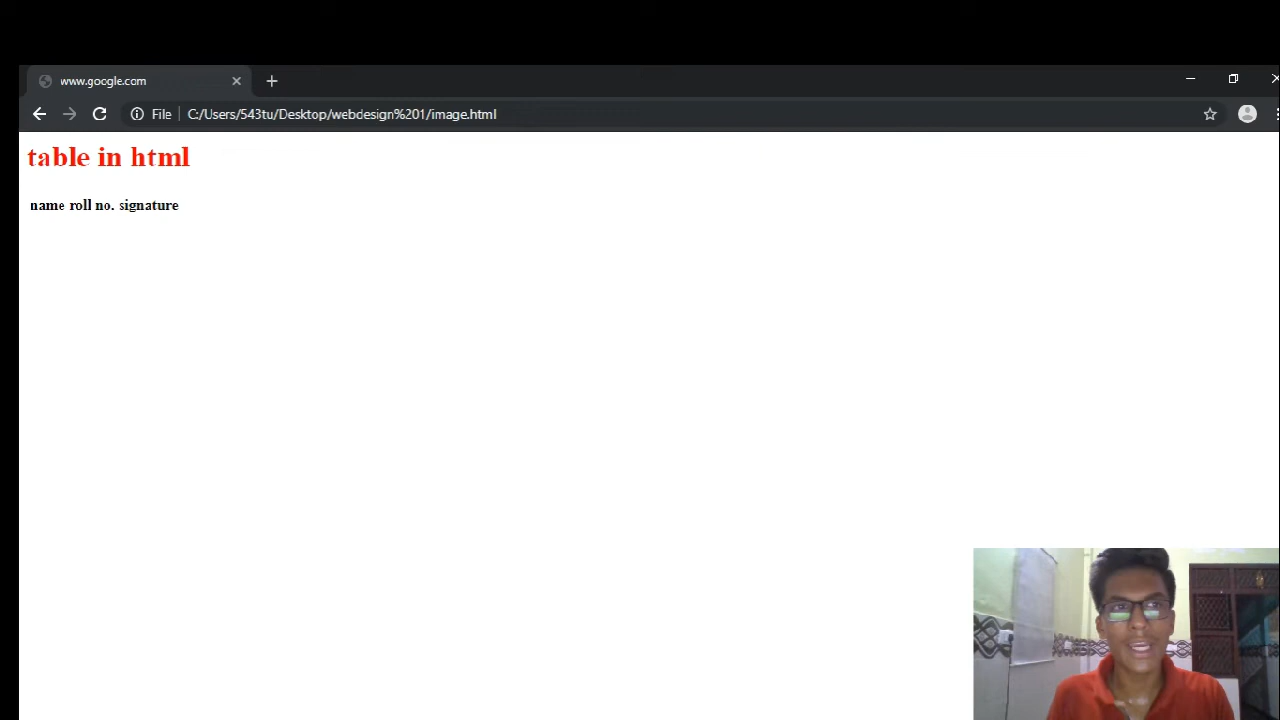 www.google.com
File C:/Users/543tu/Desktop/webdesign%201/image.html
table in html
name roll no. signature